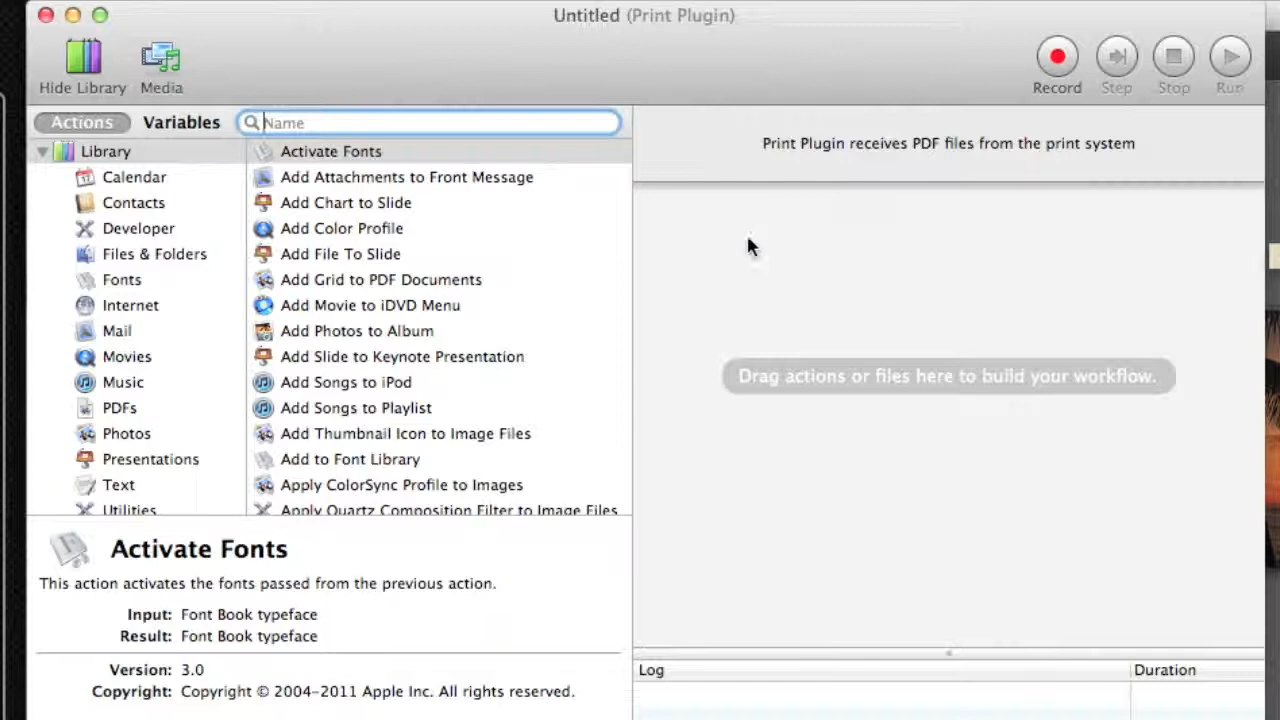 Untitled (Print Plugin)
Hide Library
Media
Record
Step
Stop
Run
Actions
Variables
Name
Print Plugin receives PDF files from the print system
Library
Calendar
Contacts
Developer
Files & Folders
Fonts
Internet
Mail
Movies
Music
PDFs
Photos
Presentations
Text
Utilities
Activate Fonts
Add Attachments to Front Message
Add Chart to Slide
Add Color Profile
Add File To Slide
Add Grid to PDF Documents
Add Movie to iDVD Menu
Add Photos to Album
Add Slide to Keynote Presentation
Add Songs to iPod
Add Songs to Playlist
Add Thumbnail Icon to Image Files
Add to Font Library
Apply ColorSync Profile to Images
Apply Quartz Composition Filter to Image Files
Drag actions or files here to build your workflow.
Activate Fonts
This action activates the fonts passed from the previous action.
Input: Font Book typeface
Result: Font Book typeface
Version: 3.0
Copyright: Copyright © 2004–2011 Apple Inc. All rights reserved.
Log
Duration